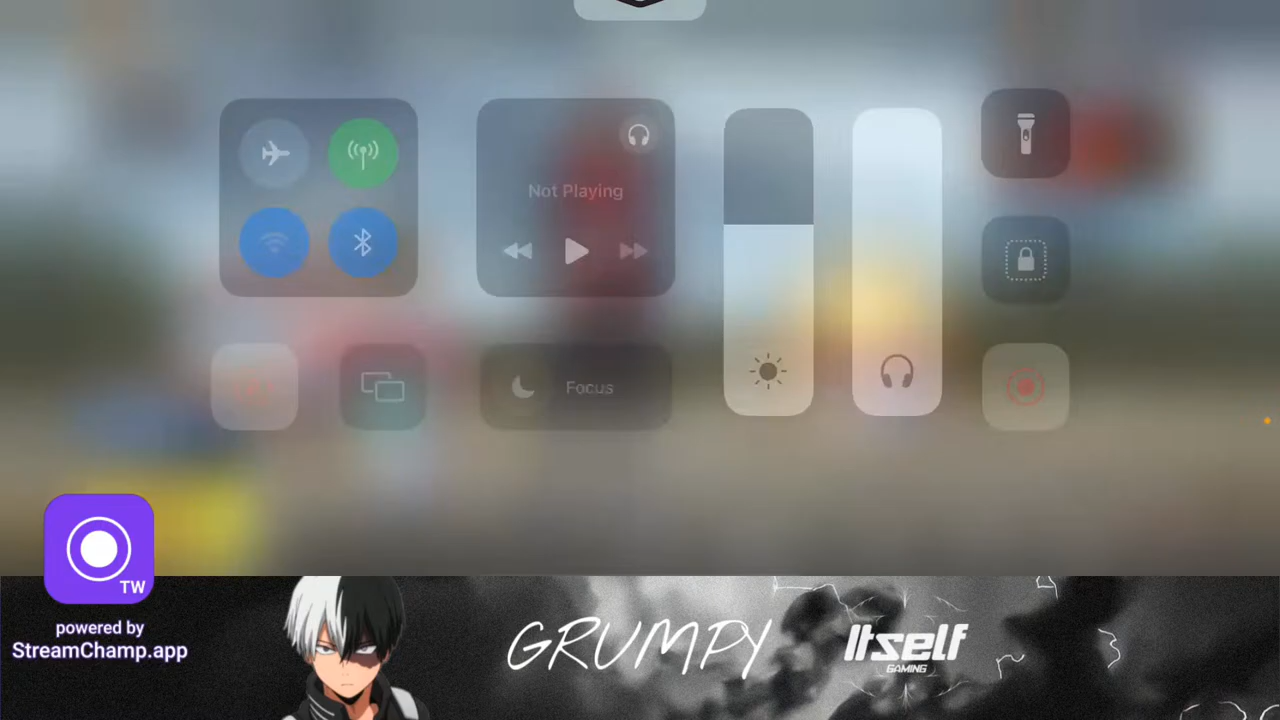 Not Playing
Focus
TW
powered by
StreamChamp.app
GRUMPY
Itself
GAMING